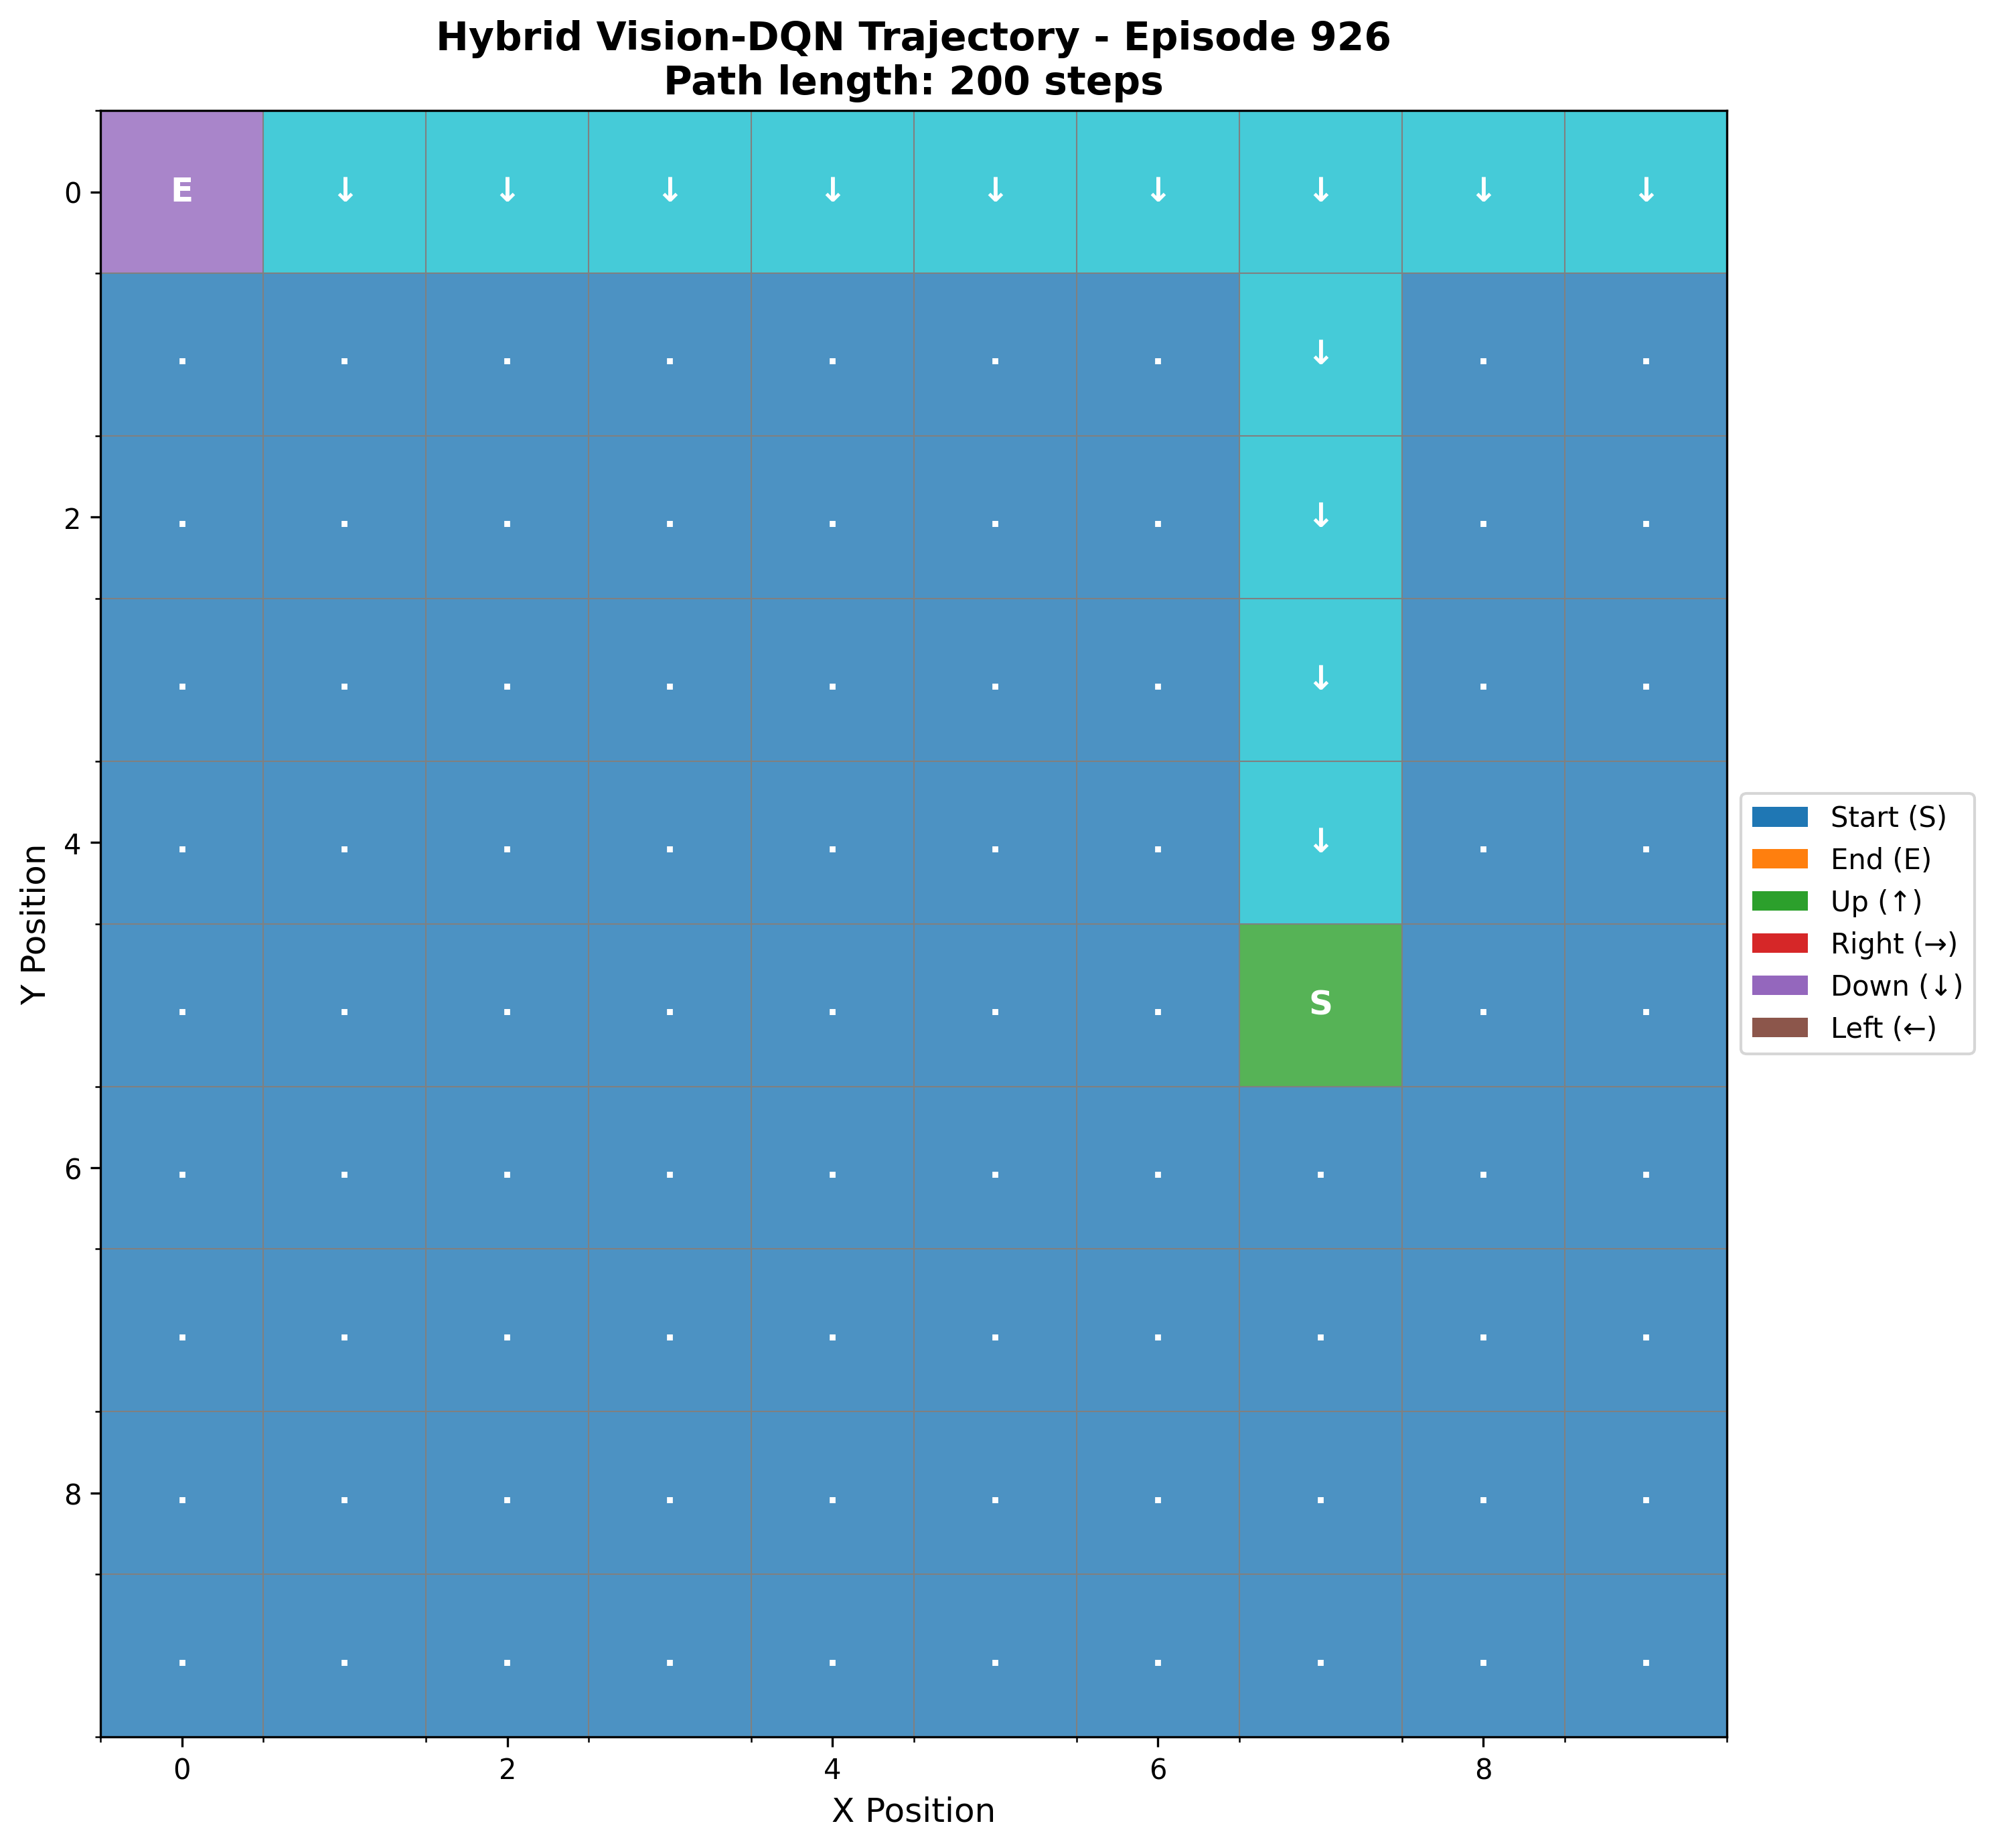 Hybrid Vision-DQN Trajectory - Episode 926
Path length: 200 steps
E ↓ ↓ ↓ ↓ ↓ ↓ ↓ ↓ ↓
. . . . . . . ↓ . .
. . . . . . . ↓ . .
. . . . . . . ↓ . .
. . . . . . . ↓ . .
. . . . . . . S . .
. . . . . . . . . .
. . . . . . . . . .
. . . . . . . . . .
. . . . . . . . . .
0
2
4
6
8
Y Position
0 2 4 6 8
X Position
Start (S)
End (E)
Up (↑)
Right (→)
Down (↓)
Left (←)